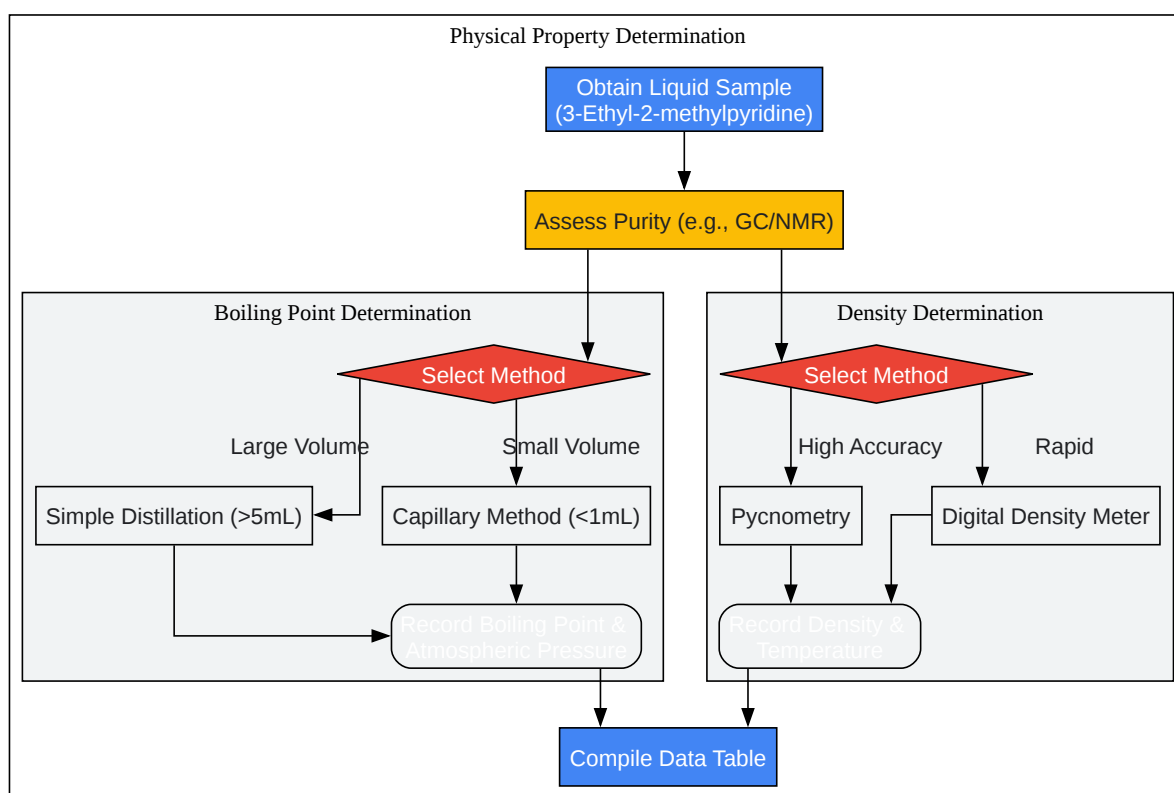 Physical Property Determination
Obtain Liquid Sample
(3-Ethyl-2-methylpyridine)
Assess Purity (e.g., GC/NMR)
Boiling Point Determination
Select Method
Large Volume
Small Volume
Simple Distillation (>5mL)
Capillary Method (<1mL)
Record Boiling Point &
Atmospheric Pressure
Density Determination
Select Method
High Accuracy
Rapid
Pycnometry
Digital Density Meter
Record Density &
Temperature
Compile Data Table